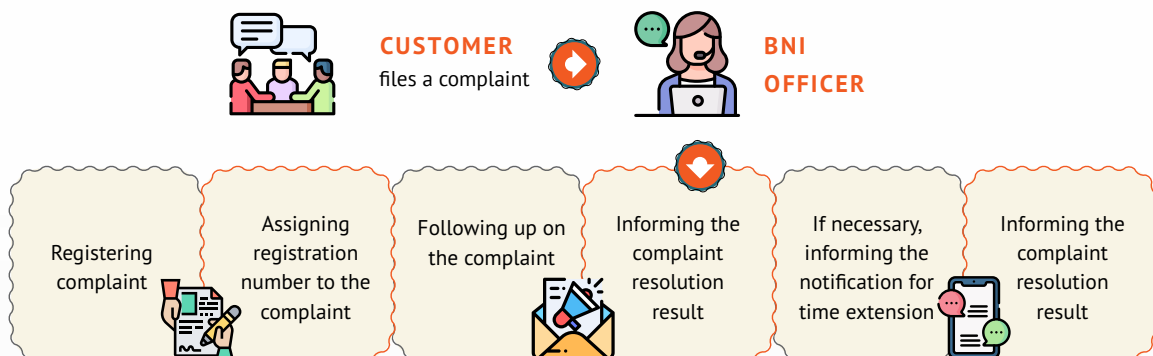 CUSTOMER
files a complaint
BNI
OFFICER
Registering
complaint
Assigning
registration
number to the
complaint
Following up on
the complaint
Informing the
complaint
resolution
result
If necessary,
informing the
notification for
time extension
Informing the
complaint
resolution
result